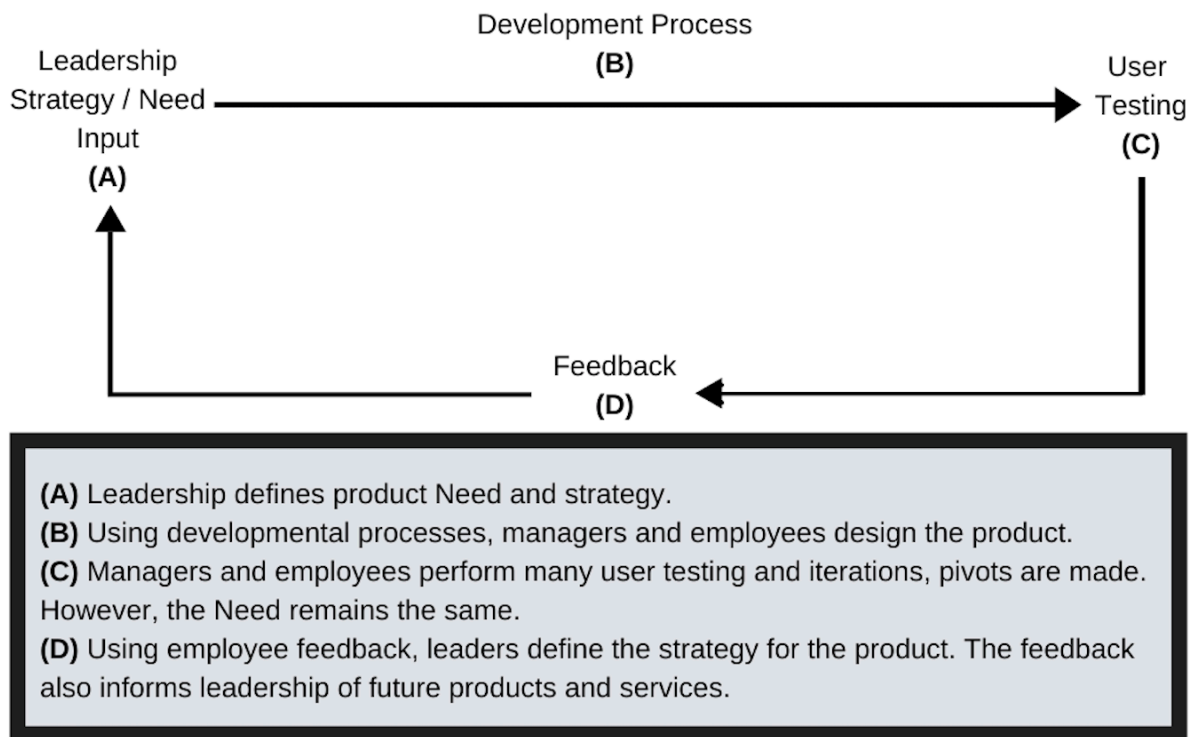 Development Process
(B)
Leadership
Strategy / Need
Input
(A)
User
Testing
(C)
Feedback
(D)
(A) Leadership defines product Need and strategy.
(B) Using developmental processes, managers and employees design the product.
(C) Managers and employees perform many user testing and iterations, pivots are made.
However, the Need remains the same.
(D) Using employee feedback, leaders define the strategy for the product. The feedback
also informs leadership of future products and services.